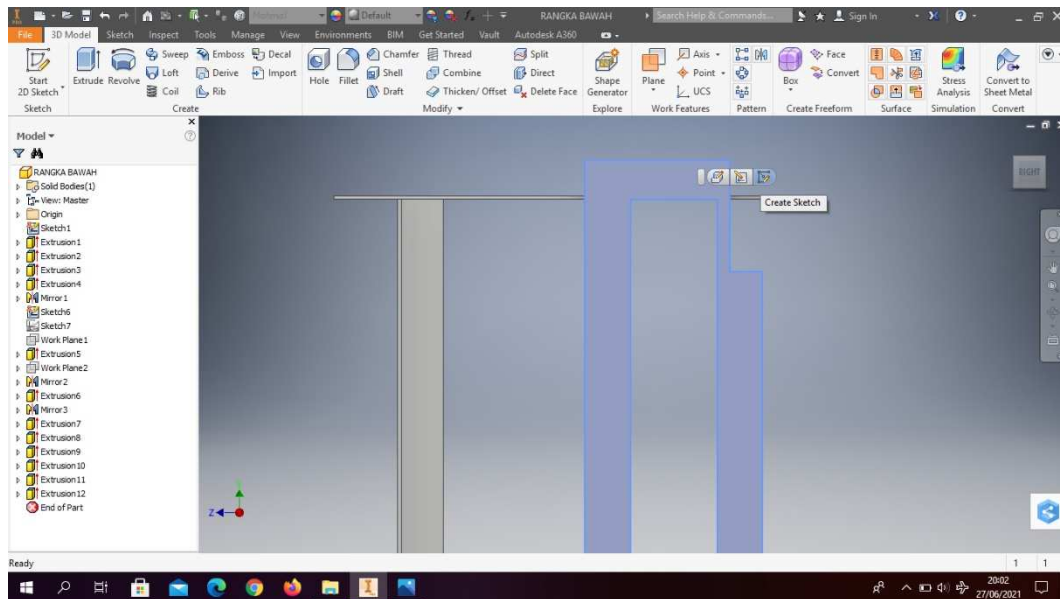 PRO Material Default RANGKA BAWAH Search Help & Commands... Sign In
File 3D Model Sketch Inspect Tools Manage View Environments BIM Get Started Vault Autodesk A360
Start
2D Sketch
Extrude Revolve
Sweep Emboss Decal
Loft Derive Import
Coil Rib
Hole Fillet
Chamfer Thread
Shell Combine
Draft Thicken/ Offset
Split
Direct
Delete Face
Shape
Generator
Plane
Axis
Point
UCS
Box
Face
Convert
Stress
Analysis
Convert to
Sheet Metal
Sketch Create Modify Explore Work Features Pattern Create Freeform Surface Simulation Convert
Model
RANGKA BAWAH
Solid Bodies(1)
View: Master
Origin
Sketch1
Extrusion1
Extrusion2
Extrusion3
Extrusion4
Mirror1
Sketch6
Sketch7
Work Plane1
Extrusion5
Work Plane2
Mirror2
Extrusion6
Mirror3
Extrusion7
Extrusion8
Extrusion9
Extrusion10
Extrusion11
Extrusion12
End of Part
Create Sketch
RIGHT
Y
Z
Ready
1 1
20:02
27/06/2021